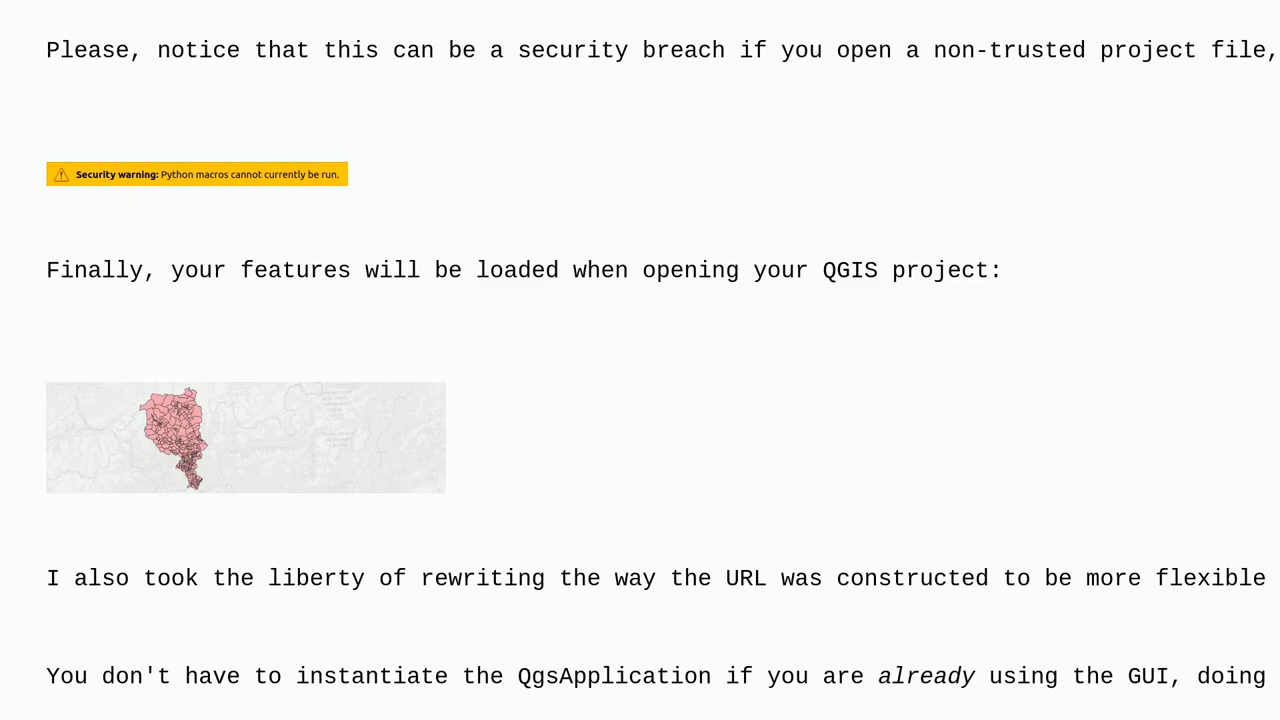 Please, notice that this can be a security breach if you open a non-trusted project file,
Security warning: Python macros cannot currently be run.
Finally, your features will be loaded when opening your QGIS project:
I also took the liberty of rewriting the way the URL was constructed to be more flexible
You don't have to instantiate the QgsApplication if you are already using the GUI, doing